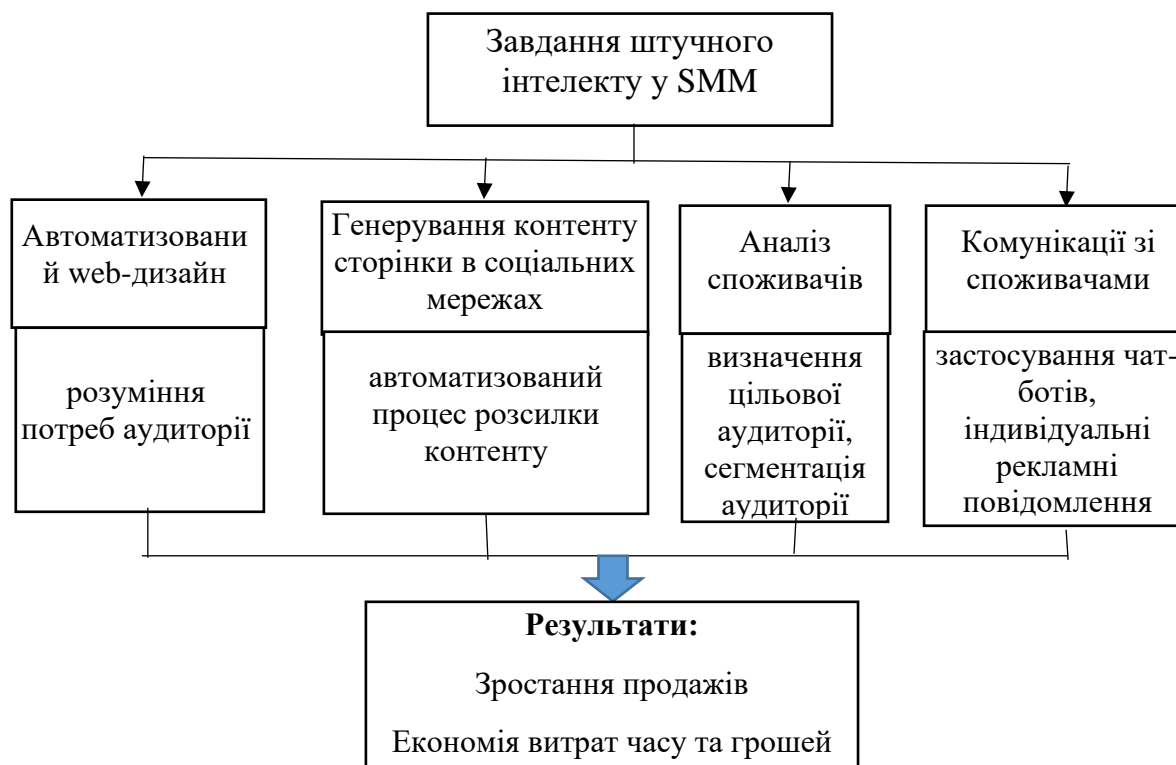 Завдання штучного
інтелекту у SMM
Автоматизовани
й web-дизайн
розуміння
потреб аудиторії
Генерування контенту
сторінки в соціальних
мережах
автоматизований
процес розсилки
контенту
Аналіз
споживачів
визначення
цільової
аудиторії,
сегментація
аудиторії
Комунікації зі
споживачами
застосування чат-
ботів,
індивідуальні
рекламні
повідомлення
Результати:
Зростання продажів
Економія витрат часу та грошей